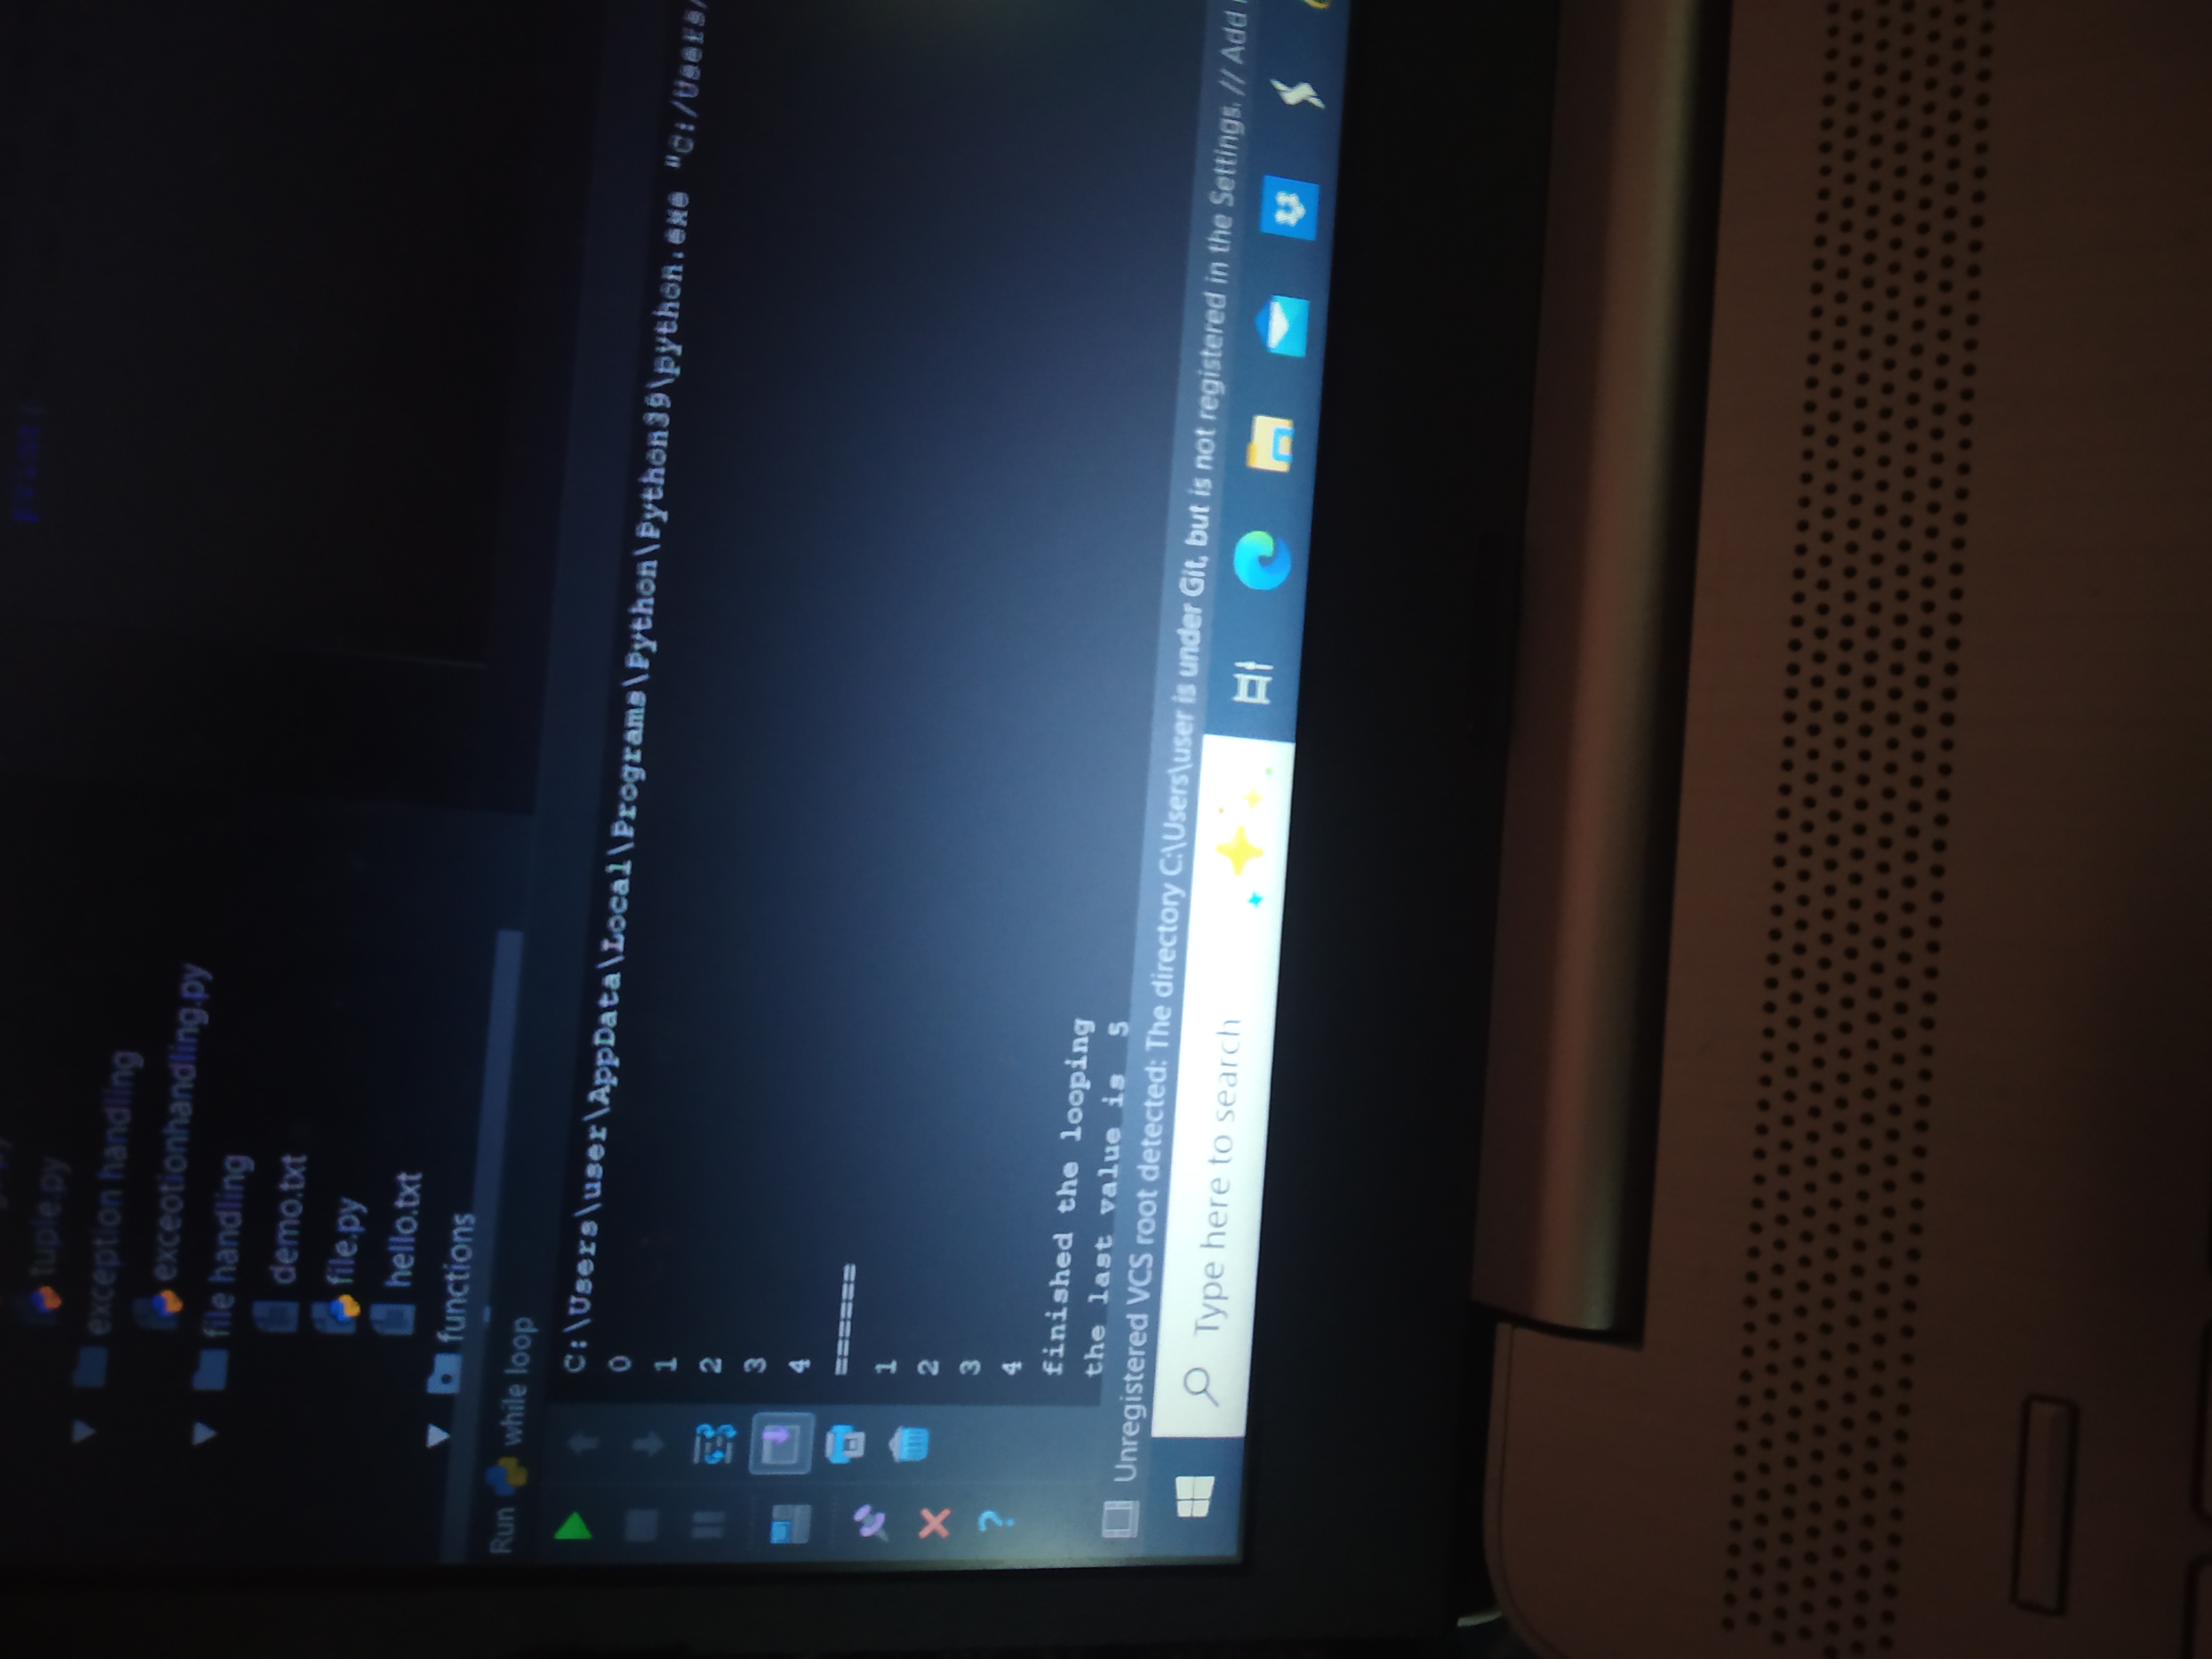 tuple.py
exception handling
exceotionhandling.py
file handling
demo.txt
file.py
hello.txt
functions
Run while loop
C:\Users\user\AppData\Local\Programs\Python\Python39\python.exe "C:/Users/
0
1
2
3
4
======
1
2
3
4
finished the looping
the last value is  5
Unregistered VCS root detected: The directory C:\Users\user is under Git, but is not registered in the Settings. // Add
Type here to search